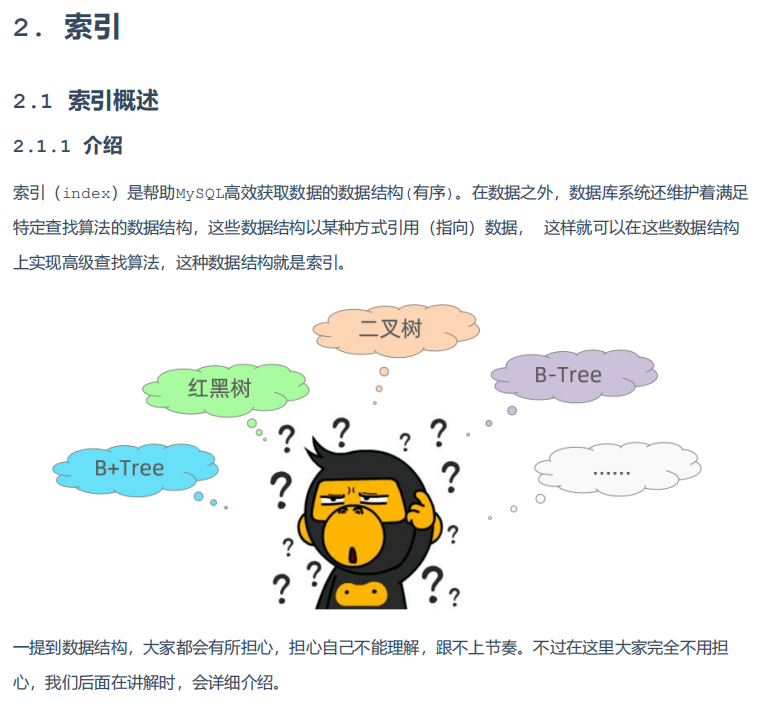 2. 索引
2.1 索引概述
2.1.1 介绍
索引（index）是帮助MySQL高效获取数据的数据结构(有序)。在数据之外，数据库系统还维护着满足
特定查找算法的数据结构，这些数据结构以某种方式引用（指向）数据， 这样就可以在这些数据结构
上实现高级查找算法，这种数据结构就是索引。
二叉树
红黑树
B-Tree
B+Tree
......
? ? ? ?
? ?
? ?
? ? ? ?
一提到数据结构，大家都会有所担心，担心自己不能理解，跟不上节奏。不过在这里大家完全不用担
心，我们后面在讲解时，会详细介绍。